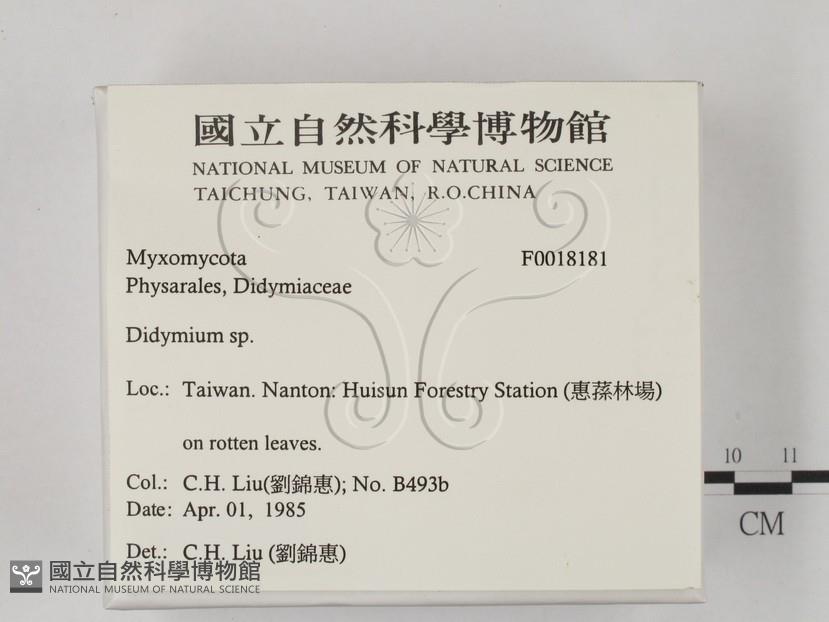 國立自然科學博物館
NATIONAL MUSEUM OF NATURAL SCIENCE
TAICHUNG, TAIWAN, R.O.CHINA
Myxomycota F0018181
Physarales, Didymiaceae
Didymium sp.
Loc.: Taiwan. Nanton: Huisun Forestry Station (惠蓀林場)
on rotten leaves.
Col.: C.H. Liu(劉錦惠); No. B493b
Date: Apr. 01, 1985
Det.: C.H. Liu (劉錦惠)
10 11
CM
國立自然科學博物館
NATIONAL MUSEUM OF NATURAL SCIENCE